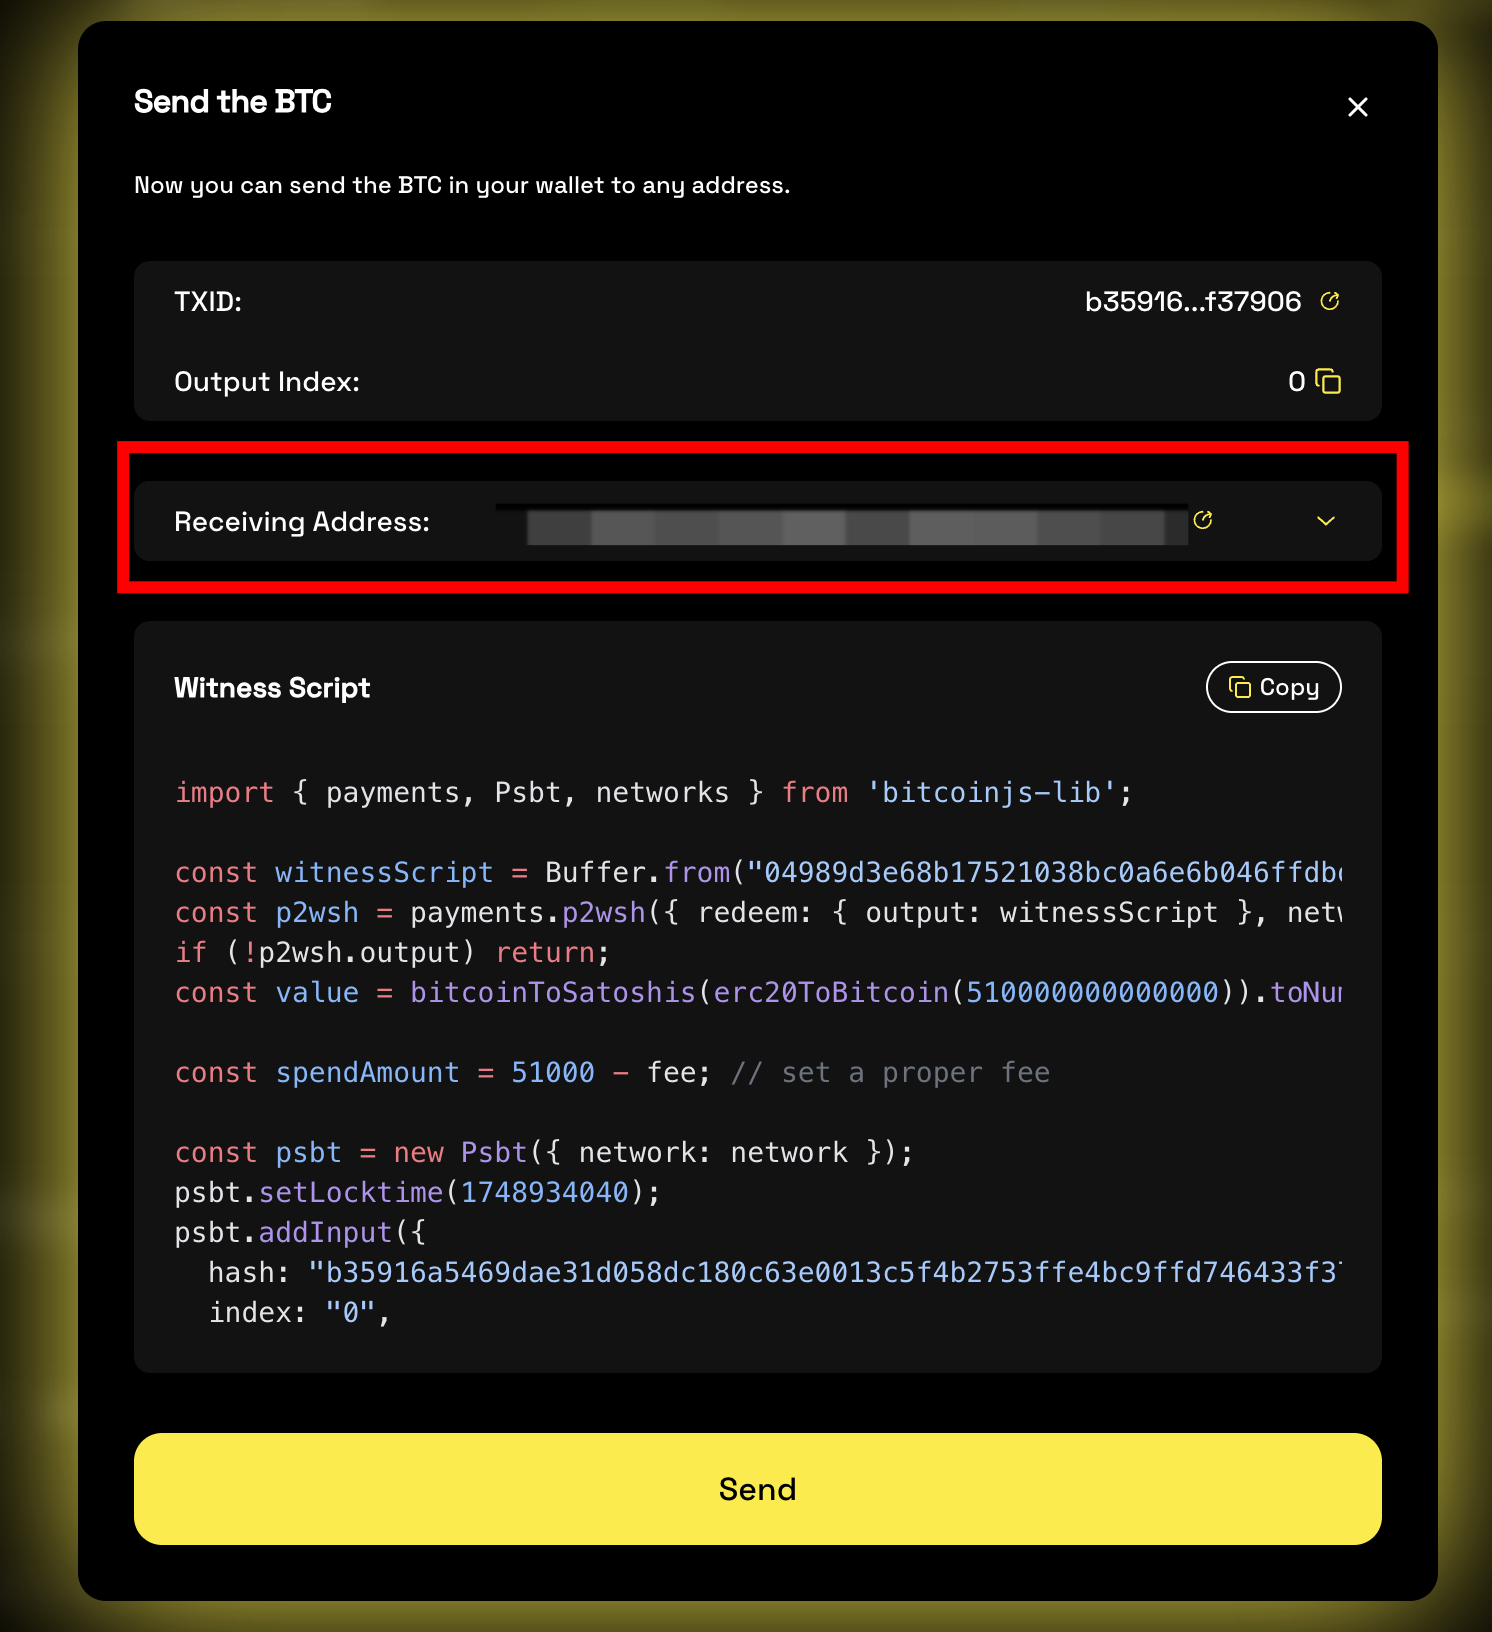 Send the BTC
Now you can send the BTC in your wallet to any address.
TXID: b35916...f37906
Output Index: 0
Receiving Address:
Witness Script Copy
import { payments, Psbt, networks } from 'bitcoinjs-lib';
const witnessScript = Buffer.from("04989d3e68b17521038bc0a6e6b046ffdb
const p2wsh = payments.p2wsh({ redeem: { output: witnessScript }, net
if (!p2wsh.output) return;
const value = bitcoinToSatoshis(erc20ToBitcoin(510000000000000)).toNu
const spendAmount = 51000 - fee; // set a proper fee
const psbt = new Psbt({ network: network });
psbt.setLocktime(1748934040);
psbt.addInput({
hash: "b35916a5469dae31d058dc180c63e0013c5f4b2753ffe4bc9ffd746433f3
index: "0",
Send